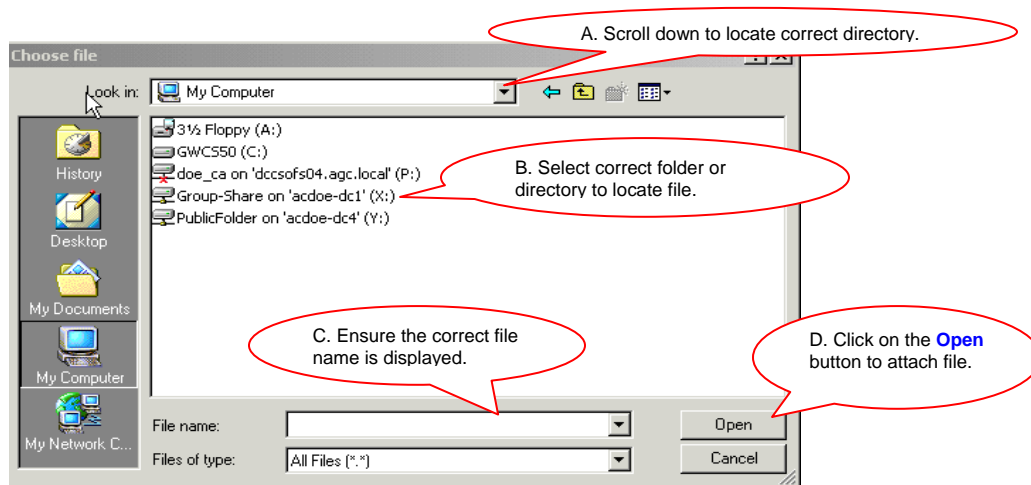 A. Scroll down to locate correct directory.
Choose file
? X
Look in:
My Computer
3½ Floppy (A:)
GWCS50 (C:)
doe_ca on 'dccsofs04.agc.local' (P:)
Group-Share on 'acdoe-dc1' (X:)
PublicFolder on 'acdoe-dc4' (Y:)
B. Select correct folder or
directory to locate file.
History
Desktop
My Documents
My Computer
My Network C...
C. Ensure the correct file
name is displayed.
D. Click on the Open
button to attach file.
File name:
Open
Files of type:
All Files (*.*)
Cancel